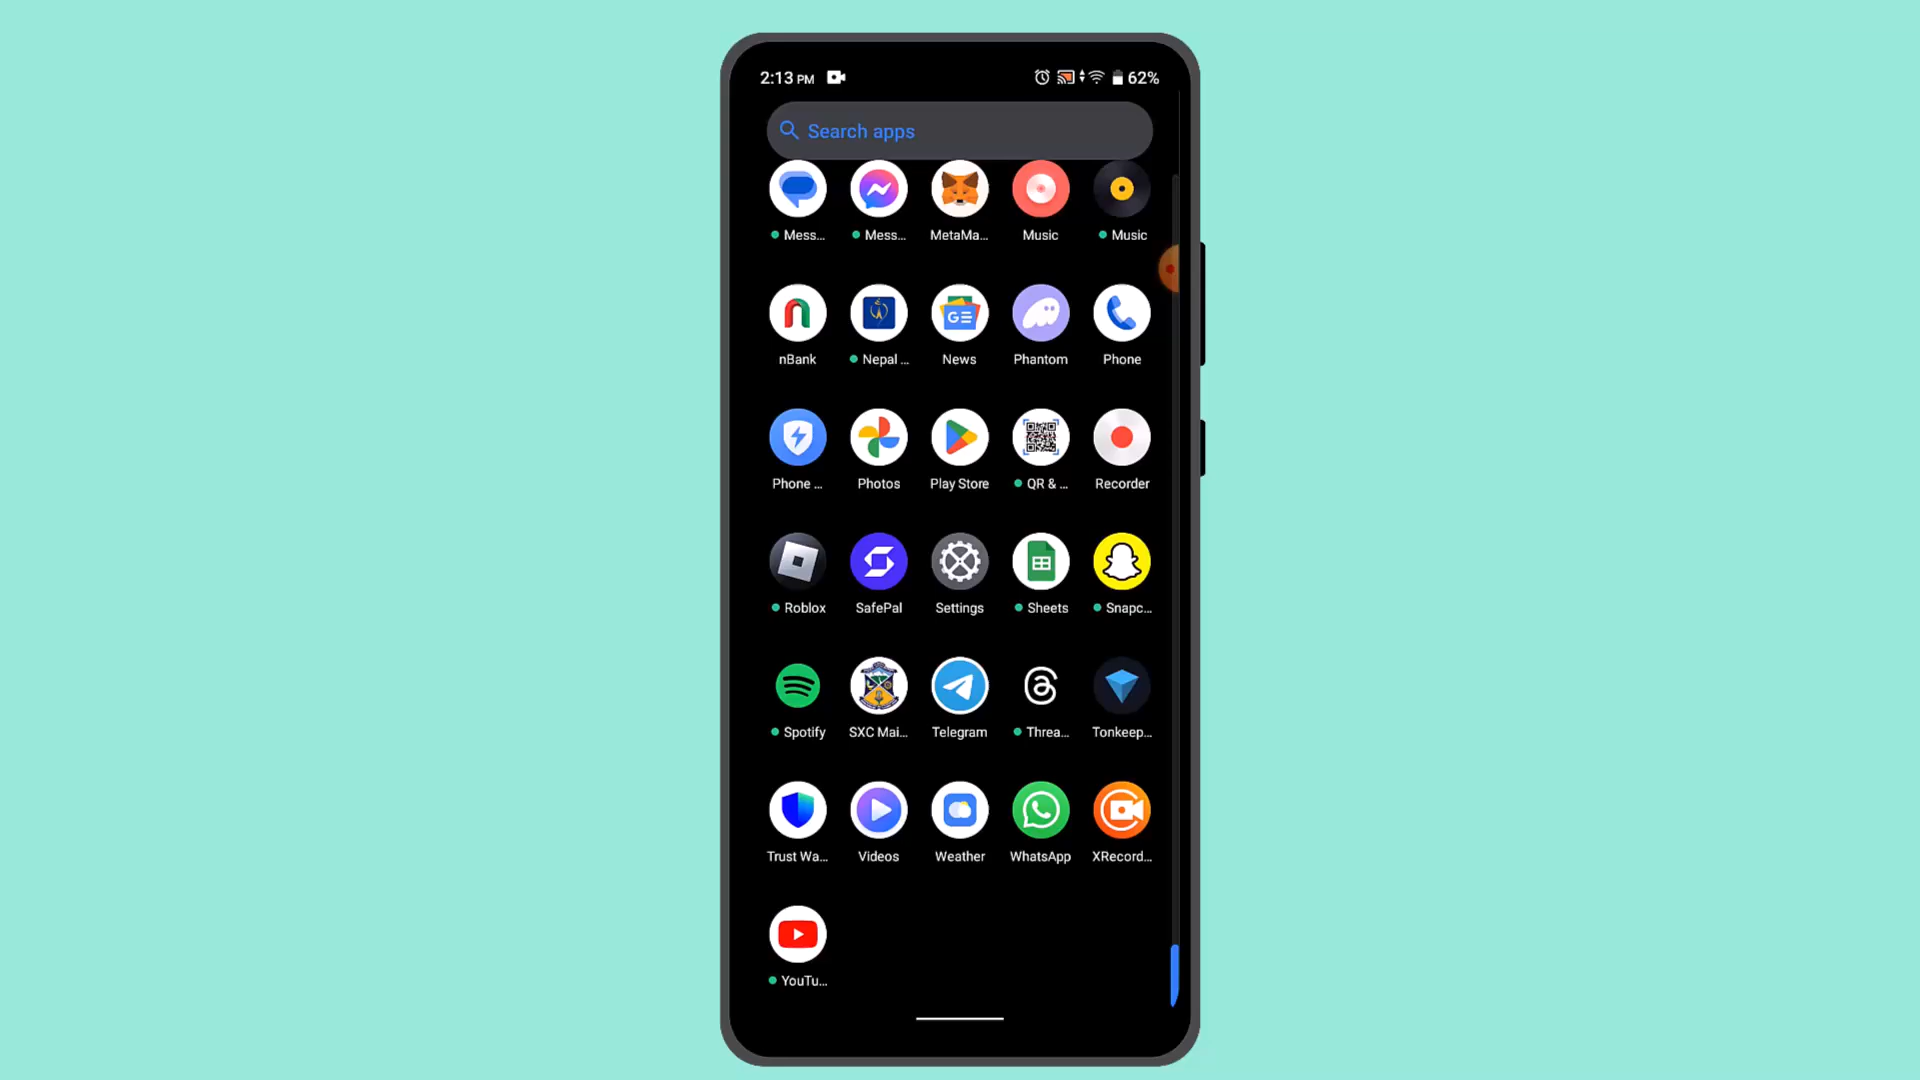 2:13 PM 62%
Search apps
Mess... Mess... MetaMa... Music Music
nBank Nepal ... News Phantom Phone
GE
Phone ... Photos Play Store QR & ... Recorder
Roblox SafePal Settings Sheets Snapc...
Spotify SXC Mai... Telegram Threa... Tonkeep...
Trust Wa... Videos Weather WhatsApp XRecord...
YouTu...